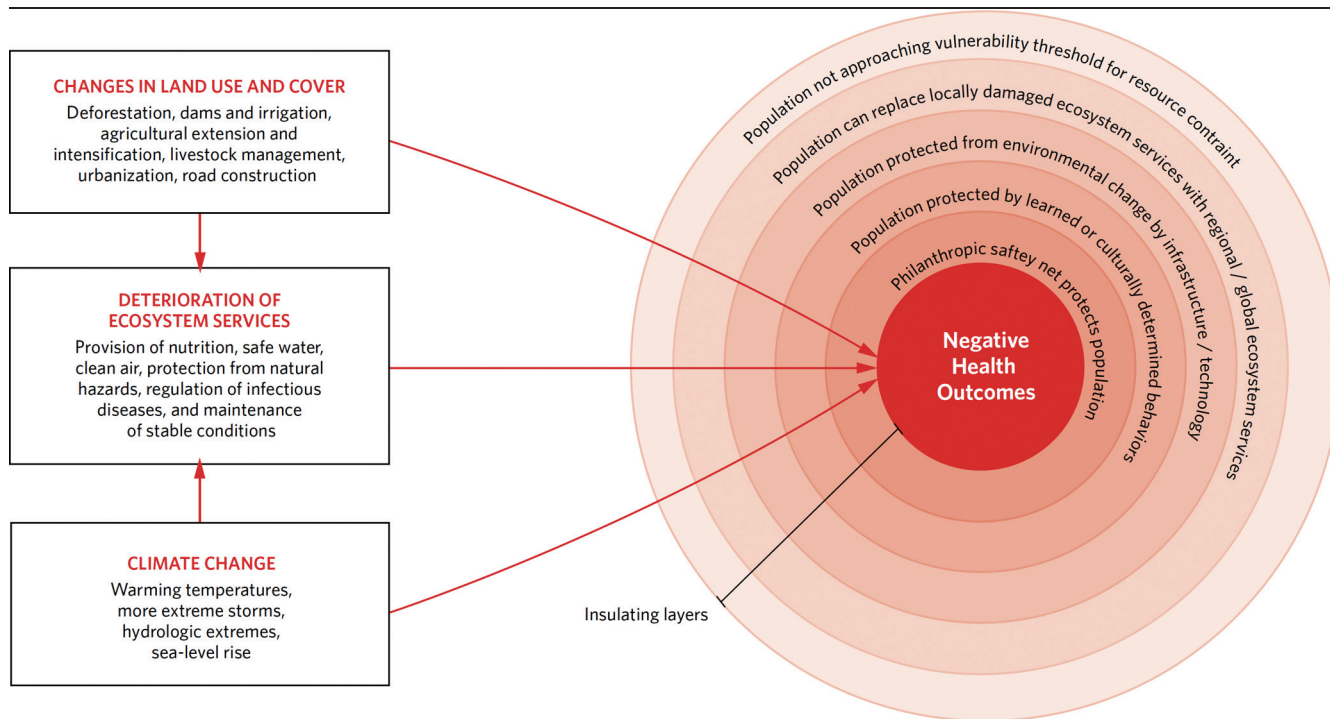 CHANGES IN LAND USE AND COVER
Deforestation, dams and irrigation,
agricultural extension and
intensification, livestock management,
urbanization, road construction
DETERIORATION OF
ECOSYSTEM SERVICES
Provision of nutrition, safe water,
clean air, protection from natural
hazards, regulation of infectious
diseases, and maintenance
of stable conditions
CLIMATE CHANGE
Warming temperatures,
more extreme storms,
hydrologic extremes,
sea-level rise
Population not approaching vulnerability threshold for resource contraint
Population can replace locally damaged ecosystem services with regional / global ecosystem services
Population protected from environmental change by infrastructure / technology
Population protected by learned or culturally determined behaviors
Philanthropic saftey net protects population
Negative
Health
Outcomes
Insulating layers